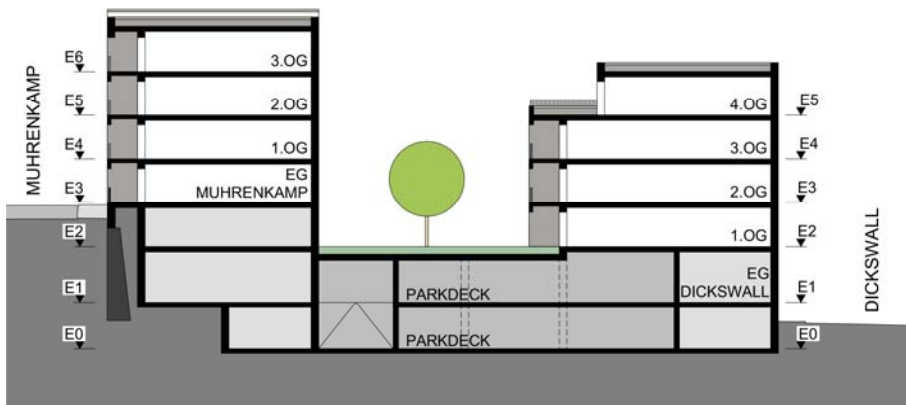 MUHRENKAMP
E6
E5
E4
E3
E2
E1
E0
3.OG
2.OG
1.OG
EG
MUHRENKAMP
PARKDECK
PARKDECK
4.OG
3.OG
2.OG
1.OG
EG
DICKSWALL
E5
E4
E3
E2
E1
E0
DICKSWALL